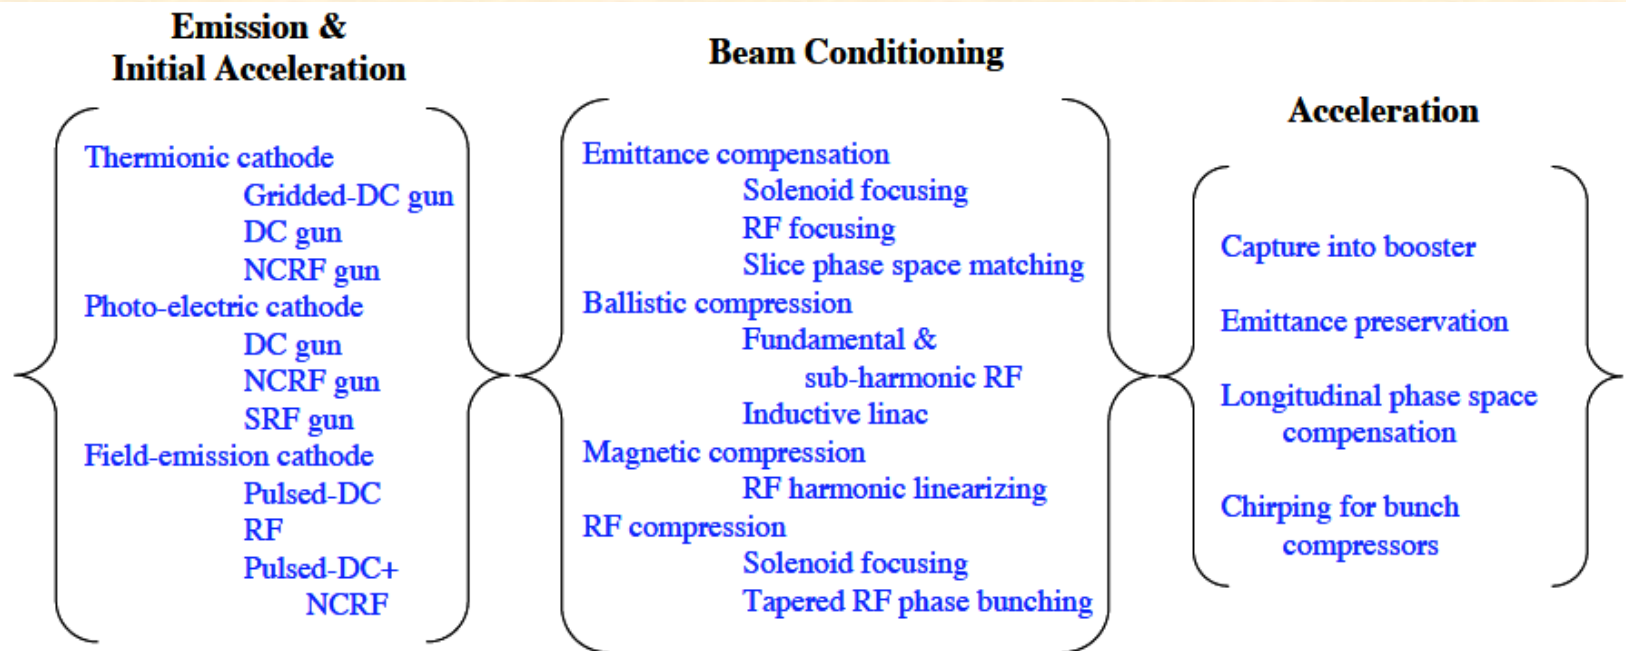 Emission &
Initial Acceleration
Thermionic cathode
Gridded-DC gun
DC gun
NCRF gun
Photo-electric cathode
DC gun
NCRF gun
SRF gun
Field-emission cathode
Pulsed-DC
RF
Pulsed-DC+
NCRF
Beam Conditioning
Emittance compensation
Solenoid focusing
RF focusing
Slice phase space matching
Ballistic compression
Fundamental &
sub-harmonic RF
Inductive linac
Magnetic compression
RF harmonic linearizing
RF compression
Solenoid focusing
Tapered RF phase bunching
Acceleration
Capture into booster
Emittance preservation
Longitudinal phase space
compensation
Chirping for bunch
compressors